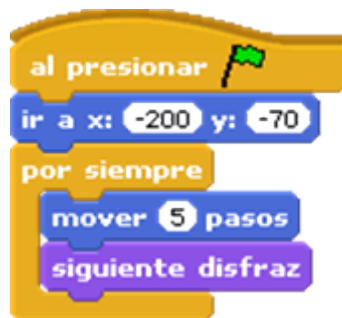 al presionar
ir a x: -200 y: -70
por siempre
mover 5 pasos
siguiente disfraz